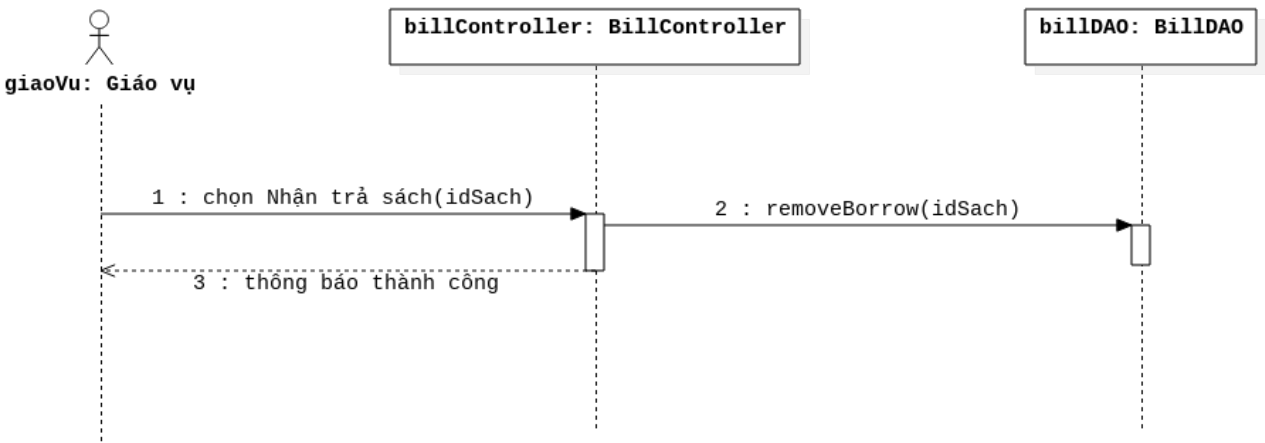 billController: BillController
billDAO: BillDAO
giaoVu: Giáo vụ
1 : chọn Nhận trả sách(idSach)
2 : removeBorrow(idSach)
3 : thông báo thành công